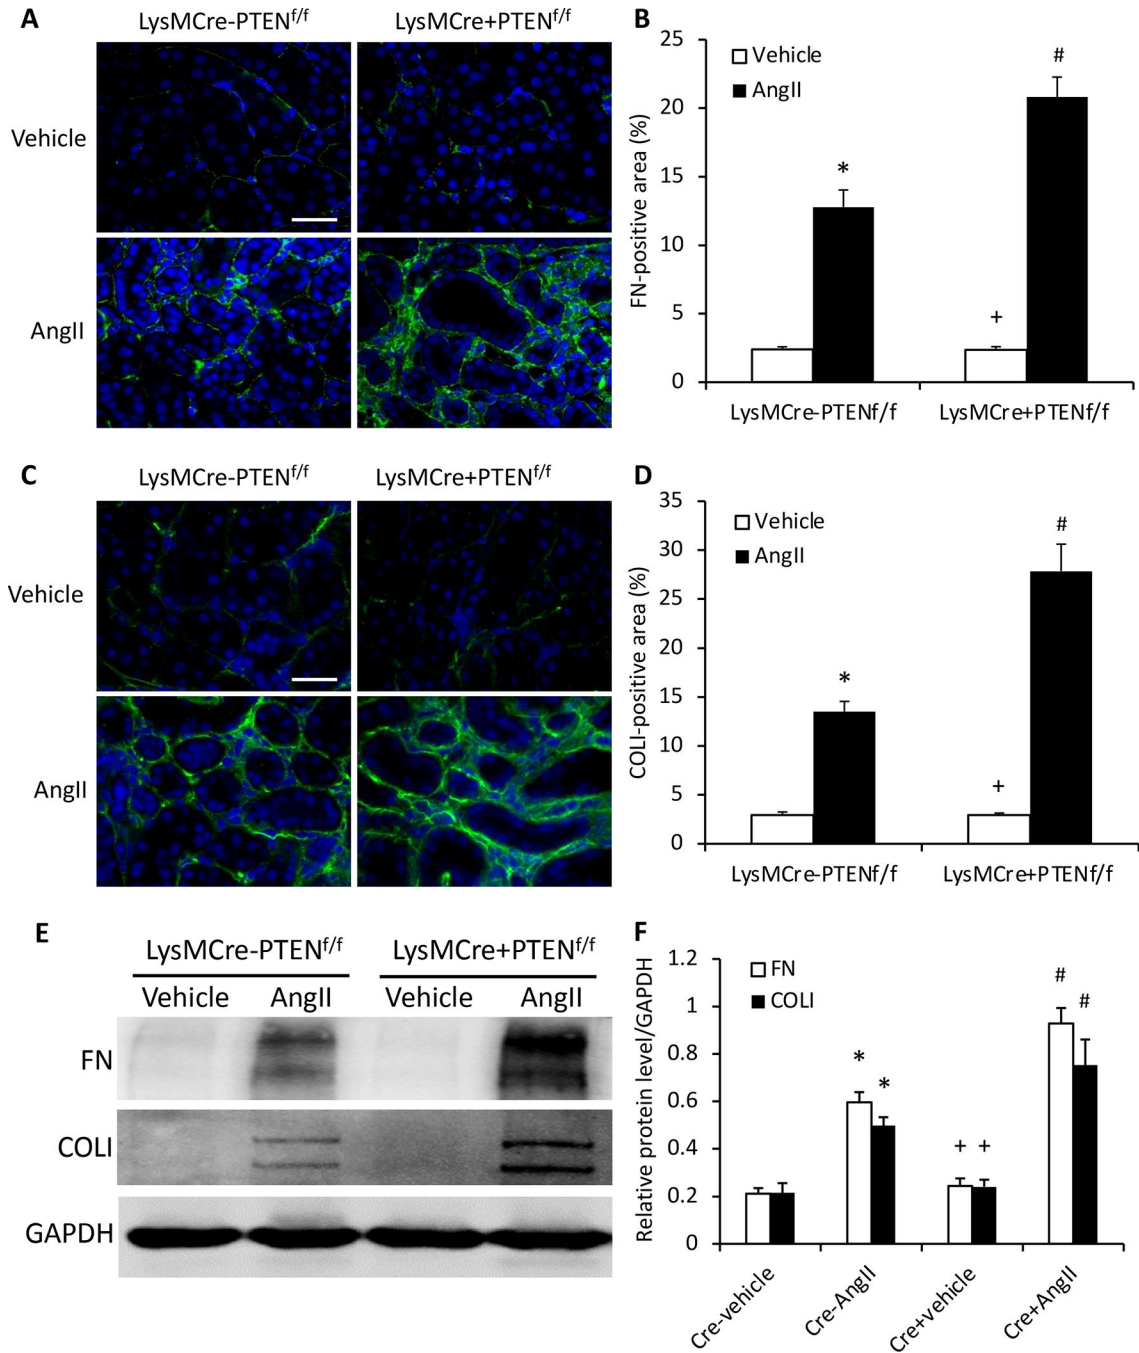 A
LysMCre-PTENf/f
LysMCre+PTENf/f
Vehicle
AngII
B
FN-positive area (%)
25
20
15
10
5
0
Vehicle
AngII
*
+
#
LysMCre-PTENf/f
LysMCre+PTENf/f
C
LysMCre-PTENf/f
LysMCre+PTENf/f
Vehicle
AngII
D
COLI-positive area (%)
35
30
25
20
15
10
5
0
Vehicle
AngII
*
+
#
LysMCre-PTENf/f
LysMCre+PTENf/f
E
LysMCre-PTENf/f
LysMCre+PTENf/f
Vehicle
AngII
Vehicle
AngII
FN
COLI
GAPDH
F
Relative protein level/GAPDH
1.2
1
0.8
0.6
0.4
0.2
0
FN
COLI
*
*
+
+
#
#
Cre-vehicle
Cre-AngII
Cre+vehicle
Cre+AngII